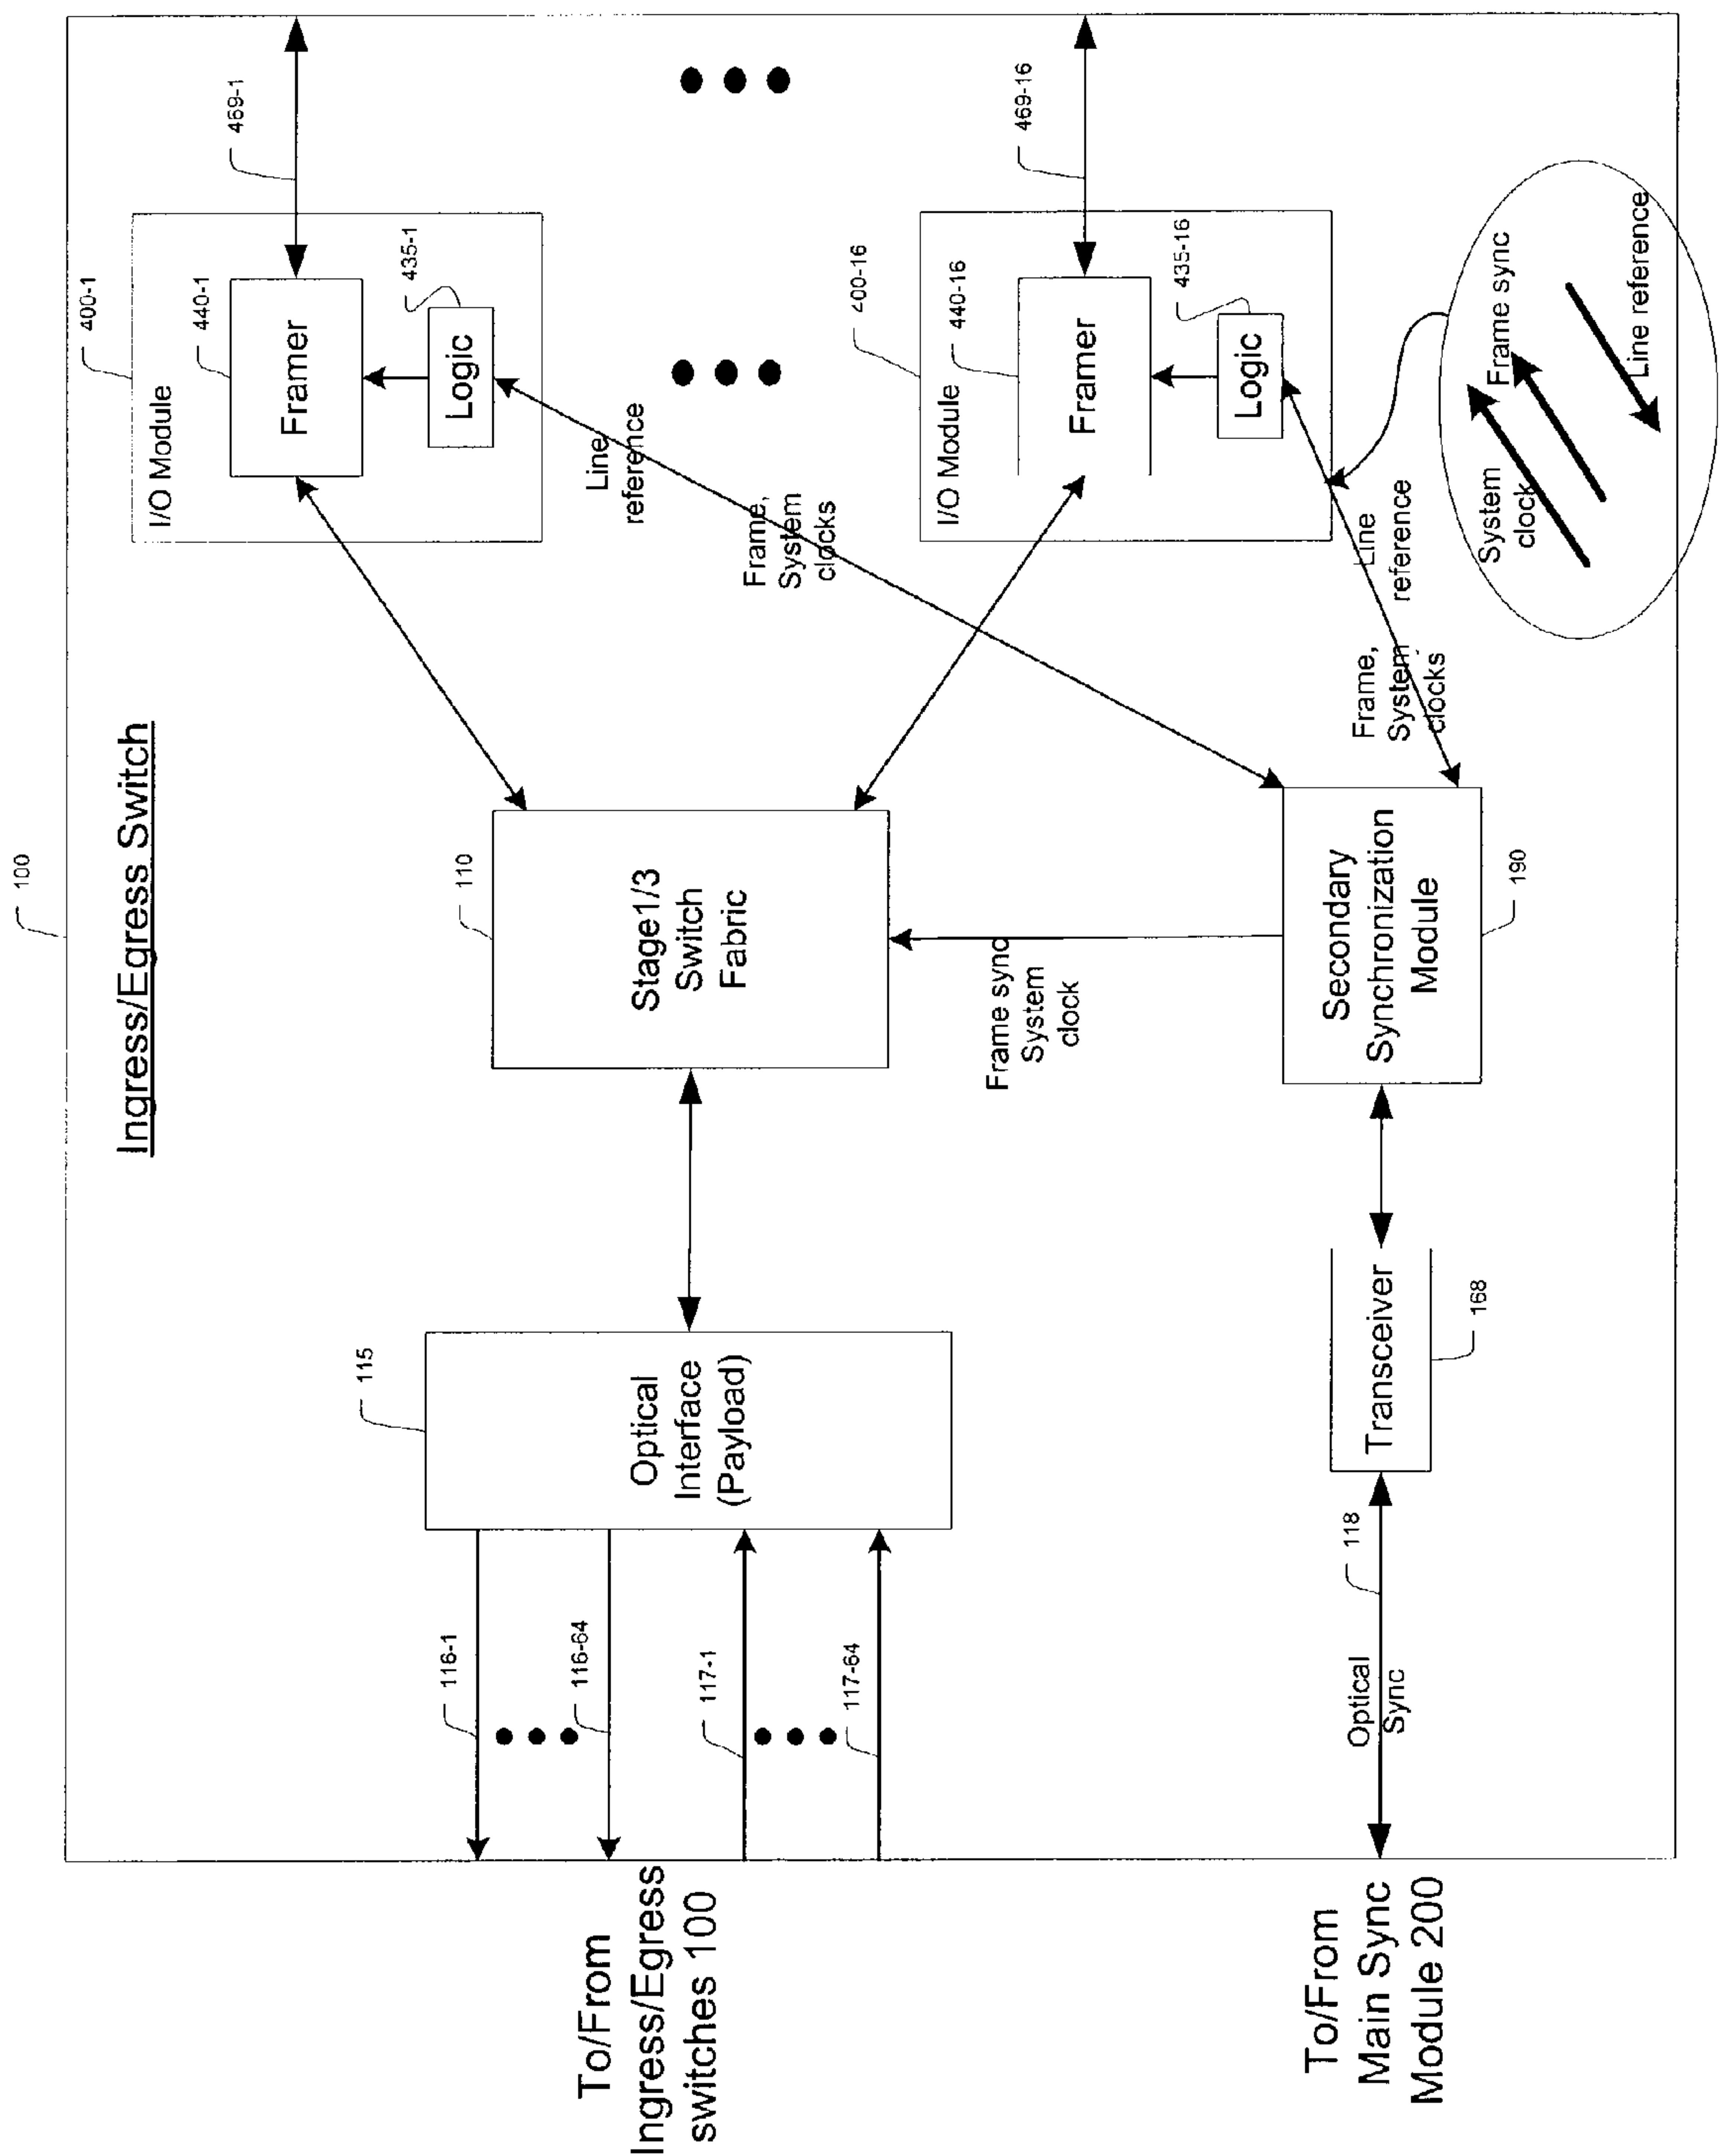 100
Ingress/Egress Switch
400-1
I/O Module
440-1
Framer
435-1
Logic
469-1
Line
reference
Frame,
System
clocks
400-16
I/O Module
440-16
Framer
435-16
Logic
469-16
Line
reference
Frame,
System
clocks
System
clock
Frame sync
Line reference
110
Stage1/3
Switch
Fabric
Frame sync
System
clock
Secondary
Synchronization
Module
190
115
Optical
Interface
(Payload)
116-1
116-64
117-1
117-64
Transceiver
168
118
Optical
Sync
To/From
Ingress/Egress
switches 100
To/From
Main Sync
Module 200